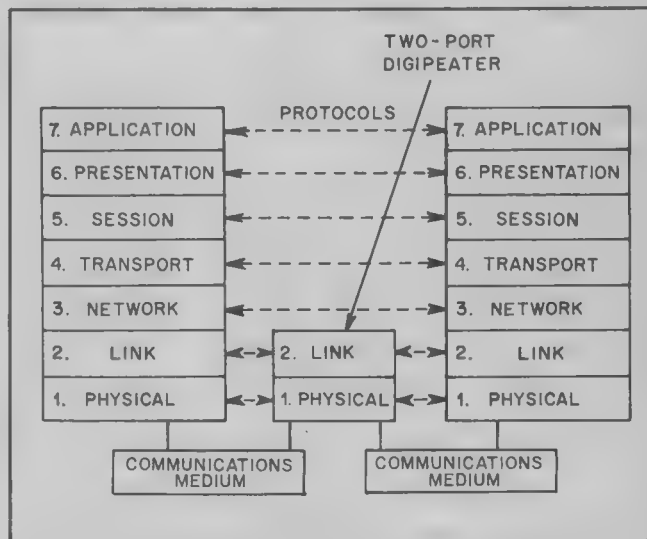 TWO-PORT
DIGIPEATER
PROTOCOLS
7. APPLICATION
6. PRESENTATION
5. SESSION
4. TRANSPORT
3. NETWORK
2. LINK
1. PHYSICAL
2. LINK
1. PHYSICAL
7. APPLICATION
6. PRESENTATION
5. SESSION
4. TRANSPORT
3. NETWORK
2. LINK
1. PHYSICAL
COMMUNICATIONS
MEDIUM
COMMUNICATIONS
MEDIUM